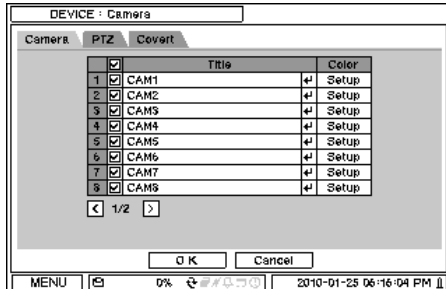 DEVICE : Camera
Camera PTZ Covert
Title Color
1 CAM1 Setup
2 CAM2 Setup
3 CAM3 Setup
4 CAM4 Setup
5 CAM5 Setup
6 CAM6 Setup
7 CAM7 Setup
8 CAM8 Setup
< 1/2 >
OK Cancel
MENU 0% 2010-01-25 06:16:04 PM